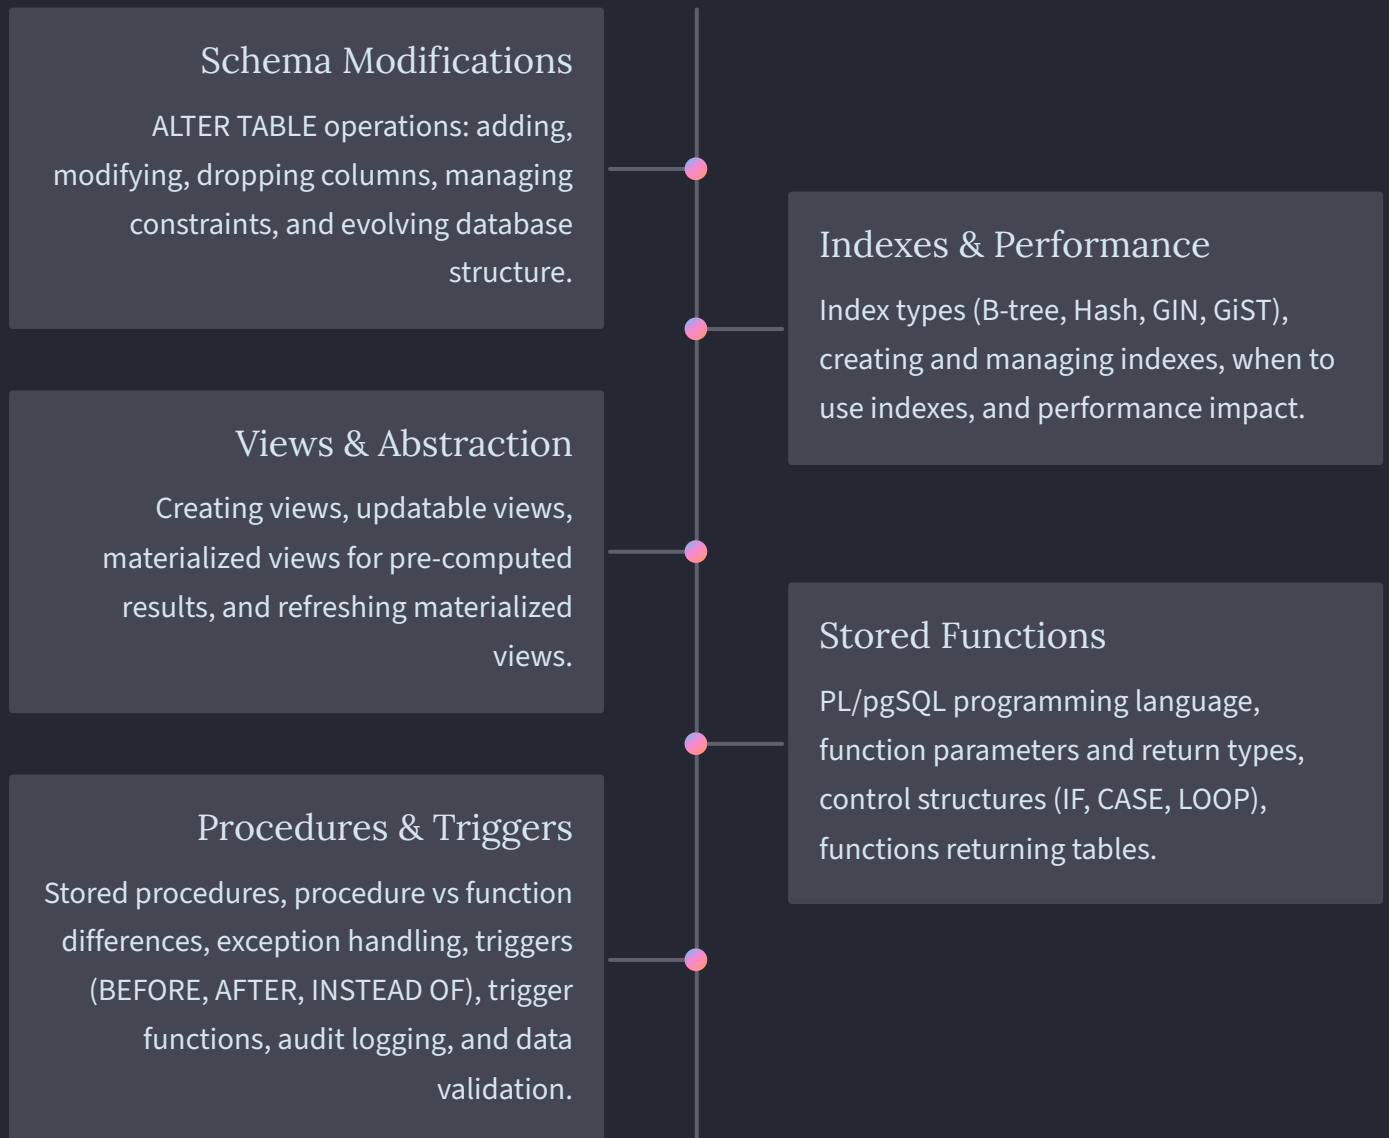 Schema Modifications
ALTER TABLE operations: adding,
modifying, dropping columns, managing
constraints, and evolving database
structure.
Indexes & Performance
Index types (B-tree, Hash, GIN, GiST),
creating and managing indexes, when to
use indexes, and performance impact.
Views & Abstraction
Creating views, updatable views,
materialized views for pre-computed
results, and refreshing materialized
views.
Stored Functions
PL/pgSQL programming language,
function parameters and return types,
control structures (IF, CASE, LOOP),
functions returning tables.
Procedures & Triggers
Stored procedures, procedure vs function
differences, exception handling, triggers
(BEFORE, AFTER, INSTEAD OF), trigger
functions, audit logging, and data
validation.